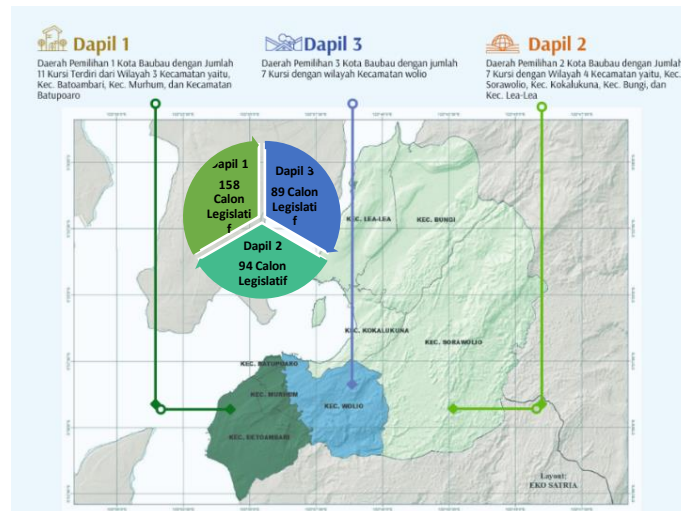 Dapil 1
Daerah Pemilihan 1 Kota Baubau dengan Jumlah
11 Kursi Terdiri dari Wilayah 3 Kecamatan yaitu,
Kec. Batoambari, Kec. Murhum, dan Kecamatan
Batupoaro
Dapil 3
Daerah Pemilihan 3 Kota Baubau dengan jumlah
7 Kursi dengan wilayah Kecamatan wolio
Dapil 2
Daerah Pemilihan 2 Kota Baubau dengan Jumlah
7 Kursi dengan Wilayah 4 Kecamatan yaitu, Kec.
Sorawolio, Kec. Kokalukuna, Kec. Bungi, dan
Kec. Lea-Lea
Dapil 1
158
Calon
Legislati
f
Dapil 3
89 Calon
Legislati
f
Dapil 2
94 Calon
Legislatif
KEC. LEA-LEA
KEC. BUNGI
KEC. KOKALUKUNA
KEC. SORAWOLIO
KEC. BATUPOARO
KEC. MURHUM
KEC. WOLIO
KEC. BETOAMBARI
Layout:
EKO SATRIA